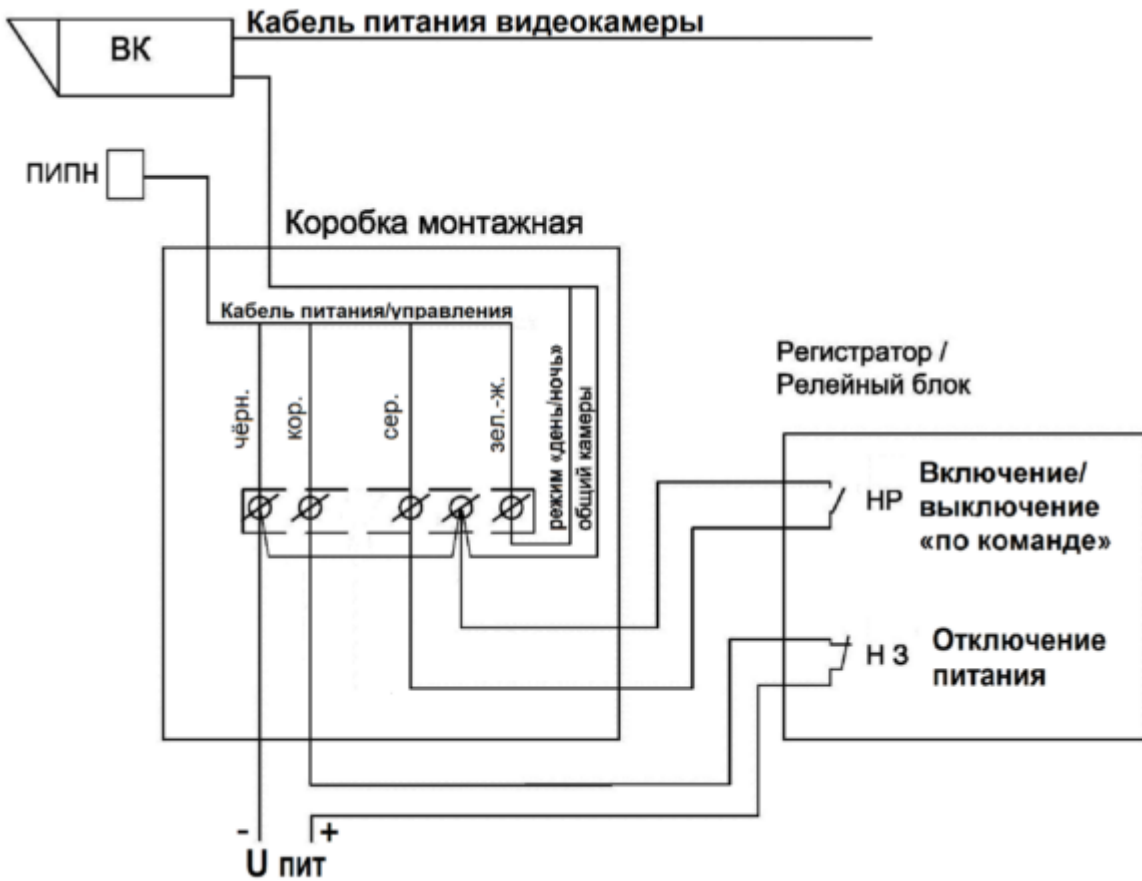 Кабель питания видеокамеры
ВК
ПИПН
Коробка монтажная
Кабель питания/управления
чёрн.
кор.
сер.
зел.-ж.
режим «день/ночь»
общий камеры
Регистратор /
Релейный блок
НР
Включение/
выключение
«по команде»
Н З
Отключение
питания
- +
U пит